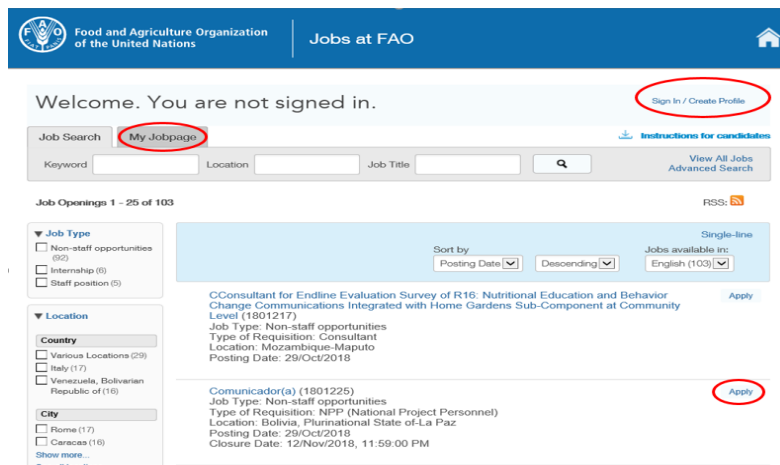 Food and Agriculture Organization
of the United Nations
Jobs at FAO
Welcome. You are not signed in.
Sign In / Create Profile
Job Search
My Jobpage
Instructions for candidates
Keyword
Location
Job Title
View All Jobs
Advanced Search
Job Openings 1 - 25 of 103
RSS:
Job Type
Non-staff opportunities
(92)
Internship (6)
Staff position (5)
Location
Country
Various Locations (29)
Italy (17)
Venezuela, Bolivarian
Republic of (16)
City
Rome (17)
Caracas (16)
Show more...
Single-line
Sort by
Jobs available in:
Posting Date
Descending
English (103)
CConsultant for Endline Evaluation Survey of R16: Nutritional Education and Behavior
Change Communications Integrated with Home Gardens Sub-Component at Community
Level (1801217)
Apply
Job Type: Non-staff opportunities
Type of Requisition: Consultant
Location: Mozambique-Maputo
Posting Date: 29/Oct/2018
Comunicador(a) (1801225)
Apply
Job Type: Non-staff opportunities
Type of Requisition: NPP (National Project Personnel)
Location: Bolivia, Plurinational State of-La Paz
Posting Date: 29/Oct/2018
Closure Date: 12/Nov/2018, 11:59:00 PM